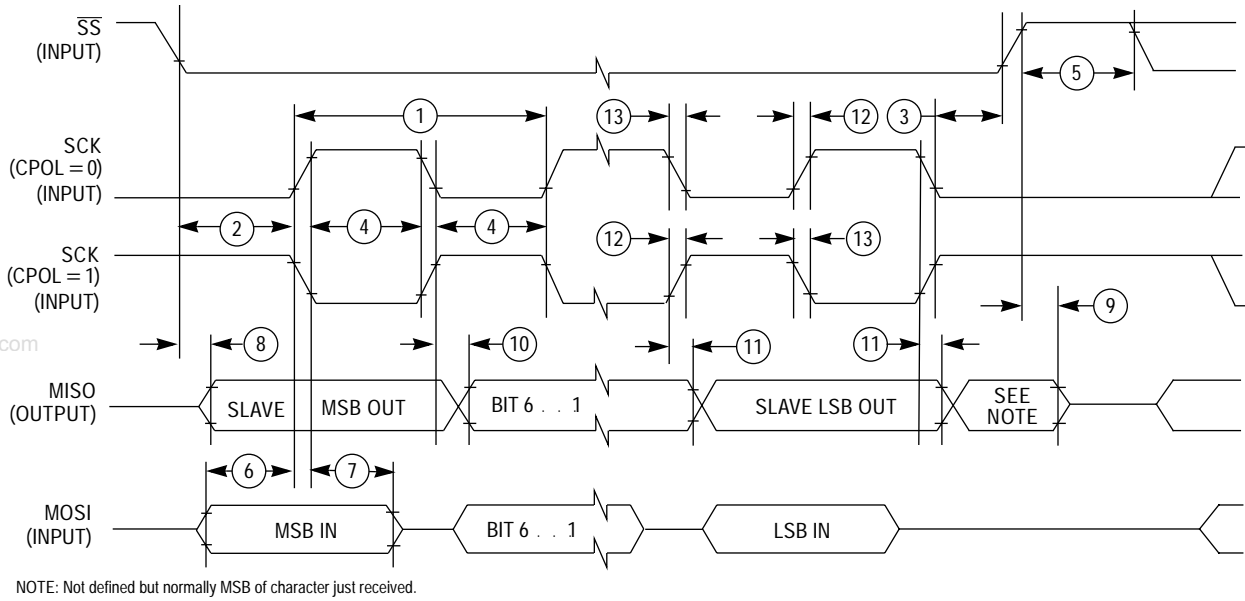 SS
(INPUT)
5
1
13
12
3
SCK
(CPOL = 0)
(INPUT)
2
4
4
12
13
SCK
(CPOL = 1)
(INPUT)
9
com
8
10
11
11
MISO
(OUTPUT)
SLAVE
MSB OUT
BIT 6 . . . 1
SLAVE LSB OUT
SEE
NOTE
6
7
MOSI
(INPUT)
MSB IN
BIT 6 . . . 1
LSB IN
NOTE: Not defined but normally MSB of character just received.